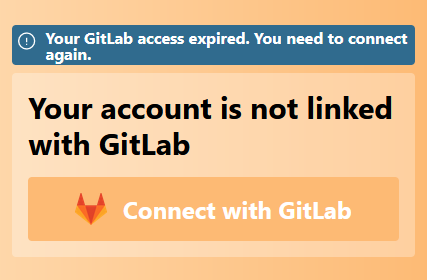 Your GitLab access expired. You need to connect
again.
Your account is not linked
with GitLab
Connect with GitLab